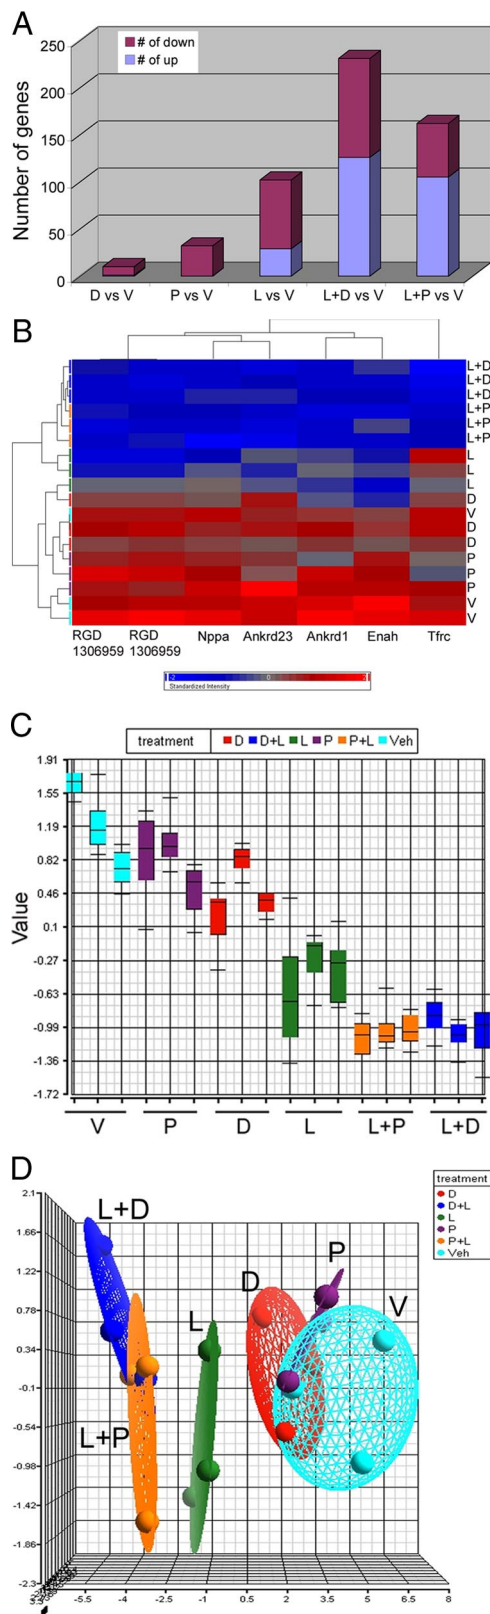 A
250
200
150
100
50
0
Number of genes
# of down
# of up
D vs V
P vs V
L vs V
L+D vs V
L+P vs V
B
L+D
L+D
L+D
L+P
L+P
L+P
L
L
L
D
V
D
D
P
P
P
V
V
RGD 1306959
RGD 1306959
Nppa
Ankrd23
Ankrd1
Enah
Tfrc
-2
0
Standardized Intensity
C
treatment
D
D+L
L
P
P+L
Veh
1.91
1.55
1.19
0.82
0.46
0.1
-0.27
-0.63
-0.99
-1.36
-1.72
Value
V
P
D
L
L+P
L+D
D
treatment
D
D+L
L
P
P+L
Veh
2.1
1.66
1.22
0.78
0.34
-0.1
-0.54
-0.98
-1.42
-1.86
-2.3
L+D
L+P
L
D
P
V
-5.5
-4
-2.5
-1
0.5
2
3.5
5
6.5
8